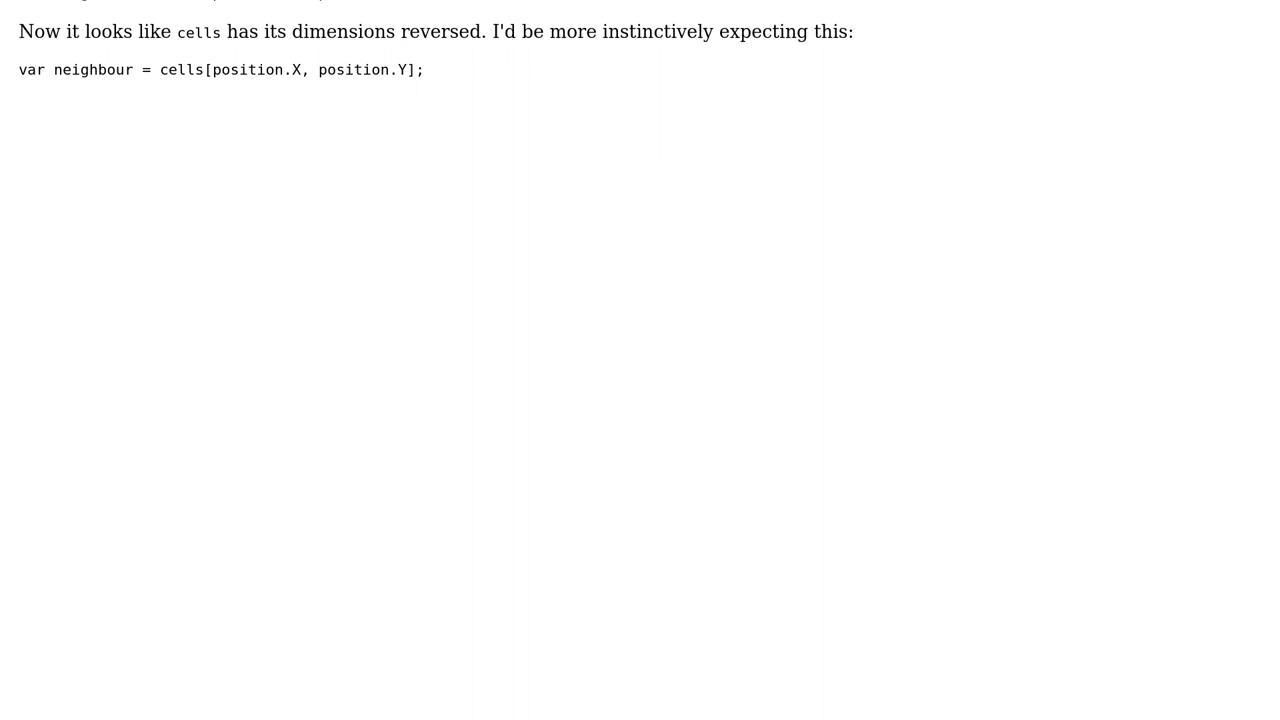 Now it looks like cells has its dimensions reversed. I'd be more instinctively expecting this:
var neighbour = cells[position.X, position.Y];